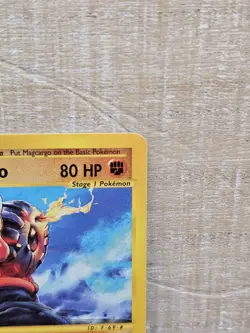 Put Magcargo on the Basic Pokémon
o 80 HP
Stage 1 Pokémon